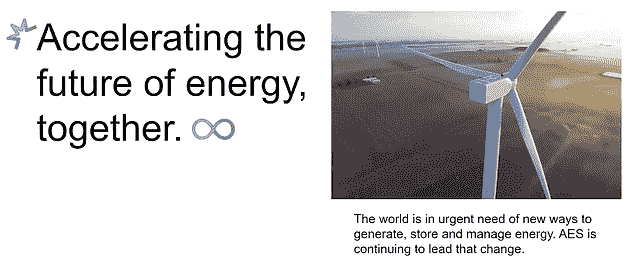 Accelerating the
future of energy,
together.
The world is in urgent need of new ways to
generate, store and manage energy. AES is
continuing to lead that change.